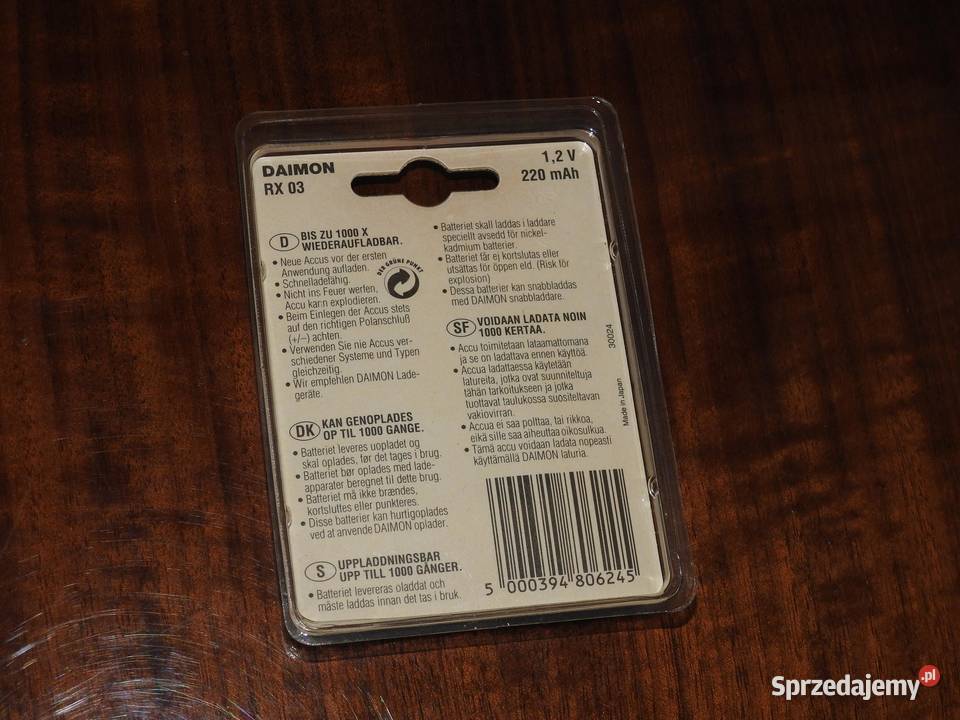 DAIMON
RX 03
1,2 V
220 mAh
D
BIS ZU 1000 X
WIEDERAUFLADBAR.
• Neue Accus vor der ersten
Anwendung aufladen.
• Schnelladefähig.
• Nicht ins Feuer werfen.
Accu kann explodieren.
• Beim Einlegen der Accus stets
auf den richtigen Polanschluß
(+/–) achten.
• Verwenden Sie nie Accus ver-
schiedener Systeme und Typen
gleichzeitig.
• Wir empfehlen DAIMON Lade-
geräte.
DER GRÜNE PUNKT
DK
KAN GENOPLADES
OP TIL 1000 GANGE.
• Batteriet leveres uopladet og
skal oplades, før det tages i brug.
• Batteriet bør oplades med lade-
apparater beregnet til dette brug.
• Batteriet må ikke brændes,
kortsluttes eller punkteres.
• Disse batterier kan hurtigoplades
ved at anvende DAIMON oplader.
S
UPPLADDNINGSBAR
UPP TILL 1000 GÅNGER.
• Batteriet levereras oladdat och
måste laddas innan det tas i bruk.
• Batteriet skall laddas i laddare
speciellt avsedd för nickel-
kadmium batterier.
• Batteriet får ej kortslutas eller
utsättas för öppen eld. (Risk för
explosion)
• Dessa batterier kan snabbladdas
med DAIMON snabbladdare.
SF
VOIDAAN LADATA NOIN
1000 KERTAA.
• Accu toimitetaan lataamattomana
ja se on ladattava ennen käyttöä.
• Accua ladattaessa käytetään
latureita, jotka ovat suunniteltuja
tähän tarkoitukseen ja jotka
tuottavat taulukossa suositeltavan
vakiovirran.
• Accua ei saa polttaa, tai rikkoa,
eikä sille saa aiheuttaa oikosulkua.
• Tämä accu voidaan ladata nopeasti
käyttämällä DAIMON laturia.
30024
Made in Japan
5 000394 806245
Sprzedajemy.pl